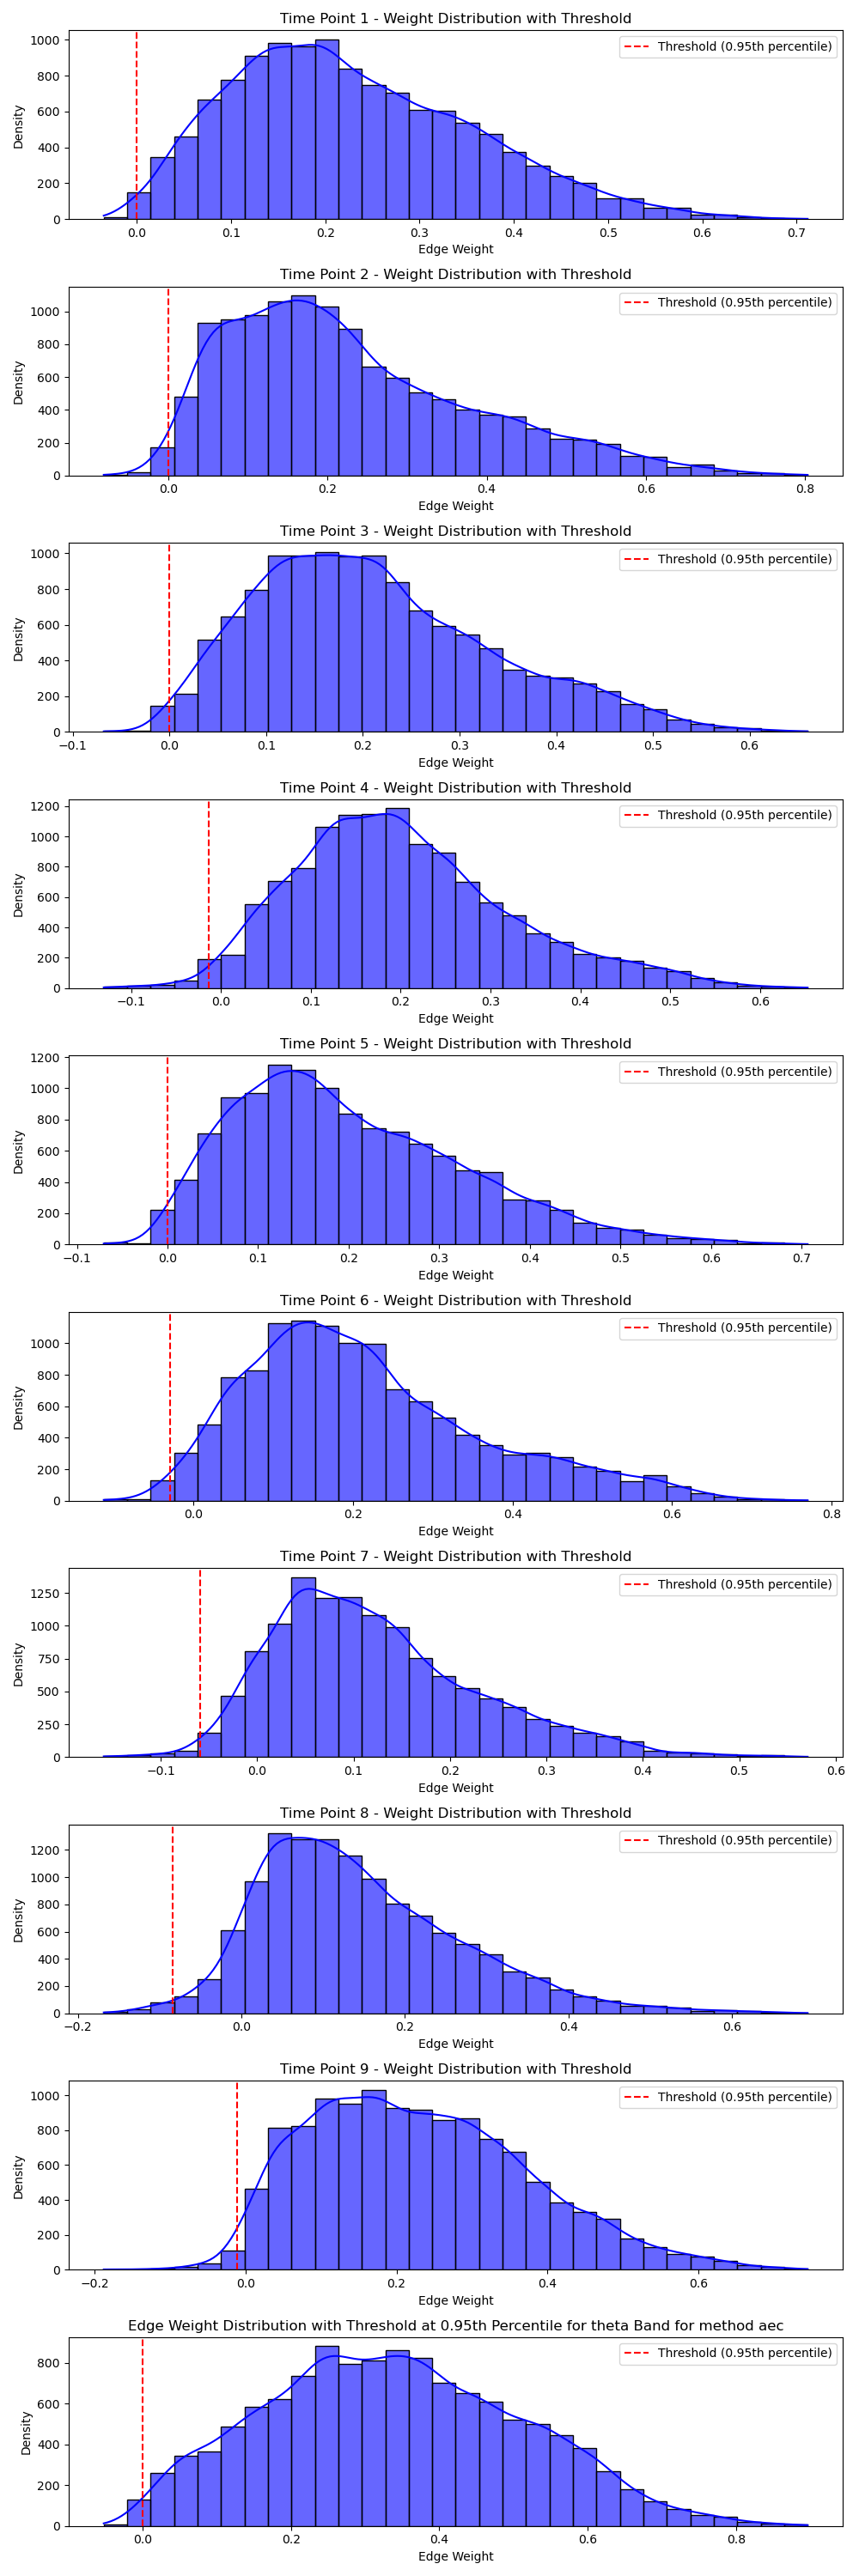 Time Point 1 - Weight Distribution with Threshold
Threshold (0.95th percentile)
Density
1000
800
600
400
200
0
0.0 0.1 0.2 0.3 0.4 0.5 0.6 0.7
Edge Weight
Time Point 2 - Weight Distribution with Threshold
Threshold (0.95th percentile)
Density
1000
800
600
400
200
0
0.0 0.2 0.4 0.6 0.8
Edge Weight
Time Point 3 - Weight Distribution with Threshold
Threshold (0.95th percentile)
Density
1000
800
600
400
200
0
−0.1 0.0 0.1 0.2 0.3 0.4 0.5 0.6
Edge Weight
Time Point 4 - Weight Distribution with Threshold
Threshold (0.95th percentile)
Density
1200
1000
800
600
400
200
0
−0.1 0.0 0.1 0.2 0.3 0.4 0.5 0.6
Edge Weight
Time Point 5 - Weight Distribution with Threshold
Threshold (0.95th percentile)
Density
1200
1000
800
600
400
200
0
−0.1 0.0 0.1 0.2 0.3 0.4 0.5 0.6 0.7
Edge Weight
Time Point 6 - Weight Distribution with Threshold
Threshold (0.95th percentile)
Density
1000
800
600
400
200
0
0.0 0.2 0.4 0.6 0.8
Edge Weight
Time Point 7 - Weight Distribution with Threshold
Threshold (0.95th percentile)
Density
1250
1000
750
500
250
0
−0.1 0.0 0.1 0.2 0.3 0.4 0.5 0.6
Edge Weight
Time Point 8 - Weight Distribution with Threshold
Threshold (0.95th percentile)
Density
1200
1000
800
600
400
200
0
−0.2 0.0 0.2 0.4 0.6
Edge Weight
Time Point 9 - Weight Distribution with Threshold
Threshold (0.95th percentile)
Density
1000
800
600
400
200
0
−0.2 0.0 0.2 0.4 0.6
Edge Weight
Edge Weight Distribution with Threshold at 0.95th Percentile for theta Band for method aec
Threshold (0.95th percentile)
Density
800
600
400
200
0
0.0 0.2 0.4 0.6 0.8
Edge Weight